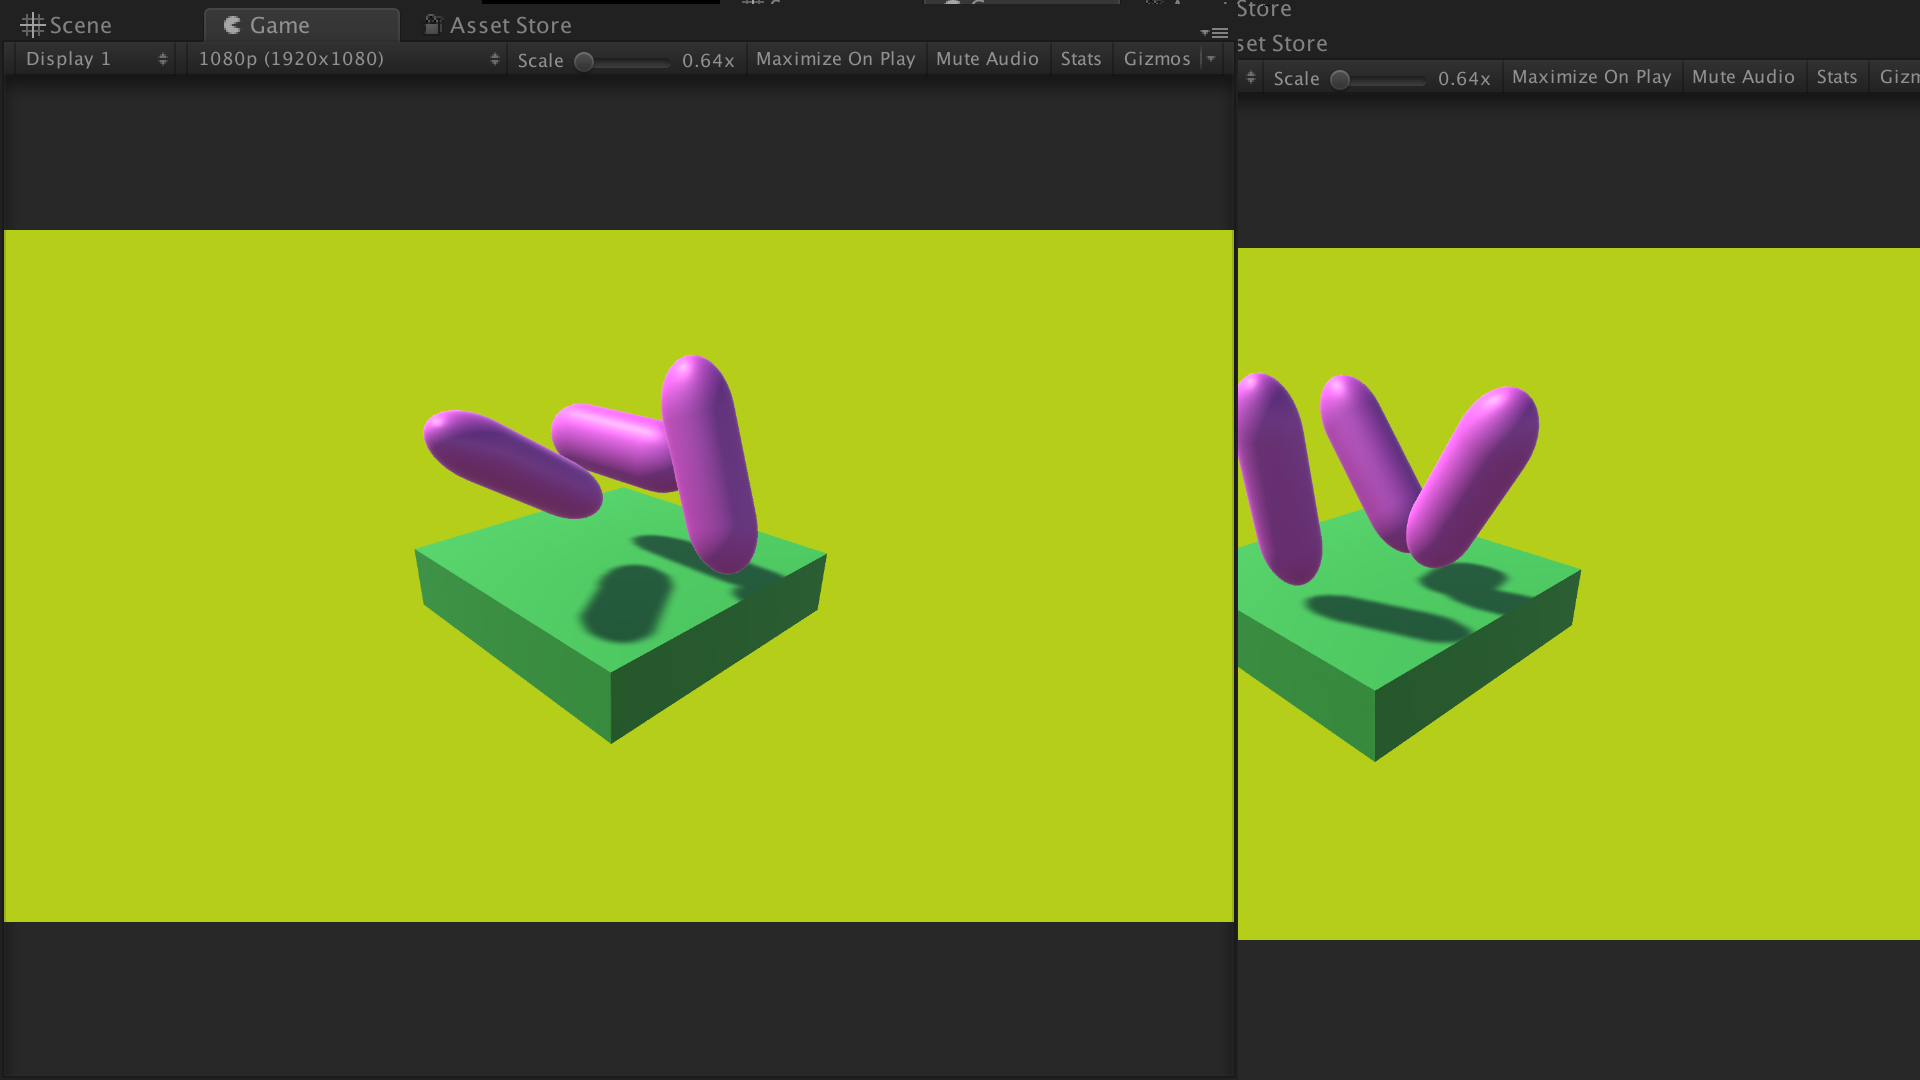 Store
Scene Game Asset Store
set Store
Display 1 1080p (1920x1080) Scale 0.64x Maximize On Play Mute Audio Stats Gizmos
Scale 0.64x Maximize On Play Mute Audio Stats Gizm